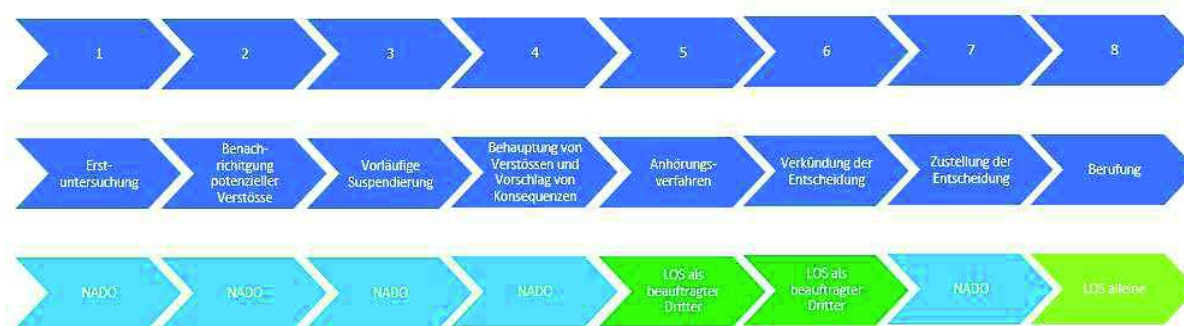 1 2 3 4 5 6 7 8
Erst-
untersuchung
Benach-
richitgung
potenzieller
Verstösse
Vorläufige
Suspendierung
Behauptung von
Verstössen und
Vorschlag von
Konsequenzen
Anhörungs-
verfahren
Verkündung der
Entscheidung
Zustellung der
Entscheidung
Berufung
NADO
NADO
NADO
NADO
LOS als
beauftragter
Dritter
LOS als
beauftragter
Dritter
NADO
LOS alleine